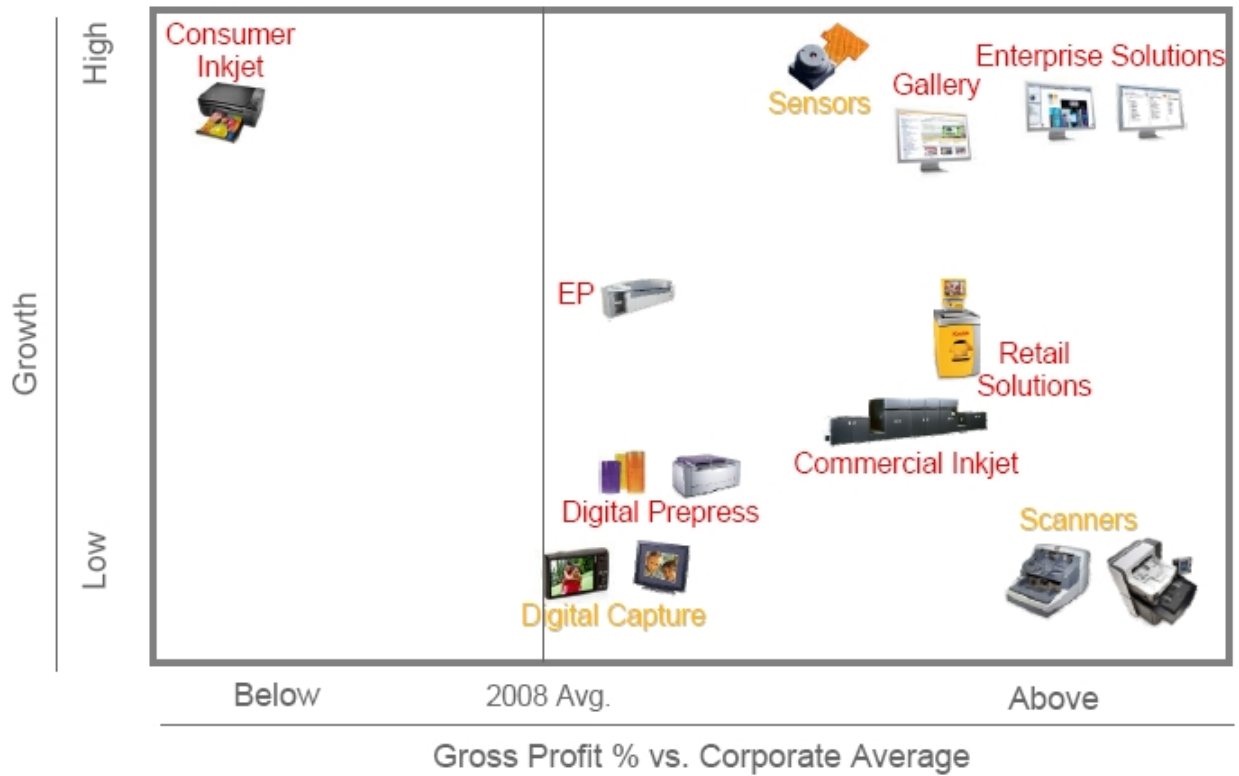 High
Growth
Low
Consumer
Inkjet
Sensors
Gallery
Enterprise Solutions
EP
Retail
Solutions
Commercial Inkjet
Digital Prepress
Scanners
Digital Capture
Below
2008 Avg.
Above
Gross Profit % vs. Corporate Average